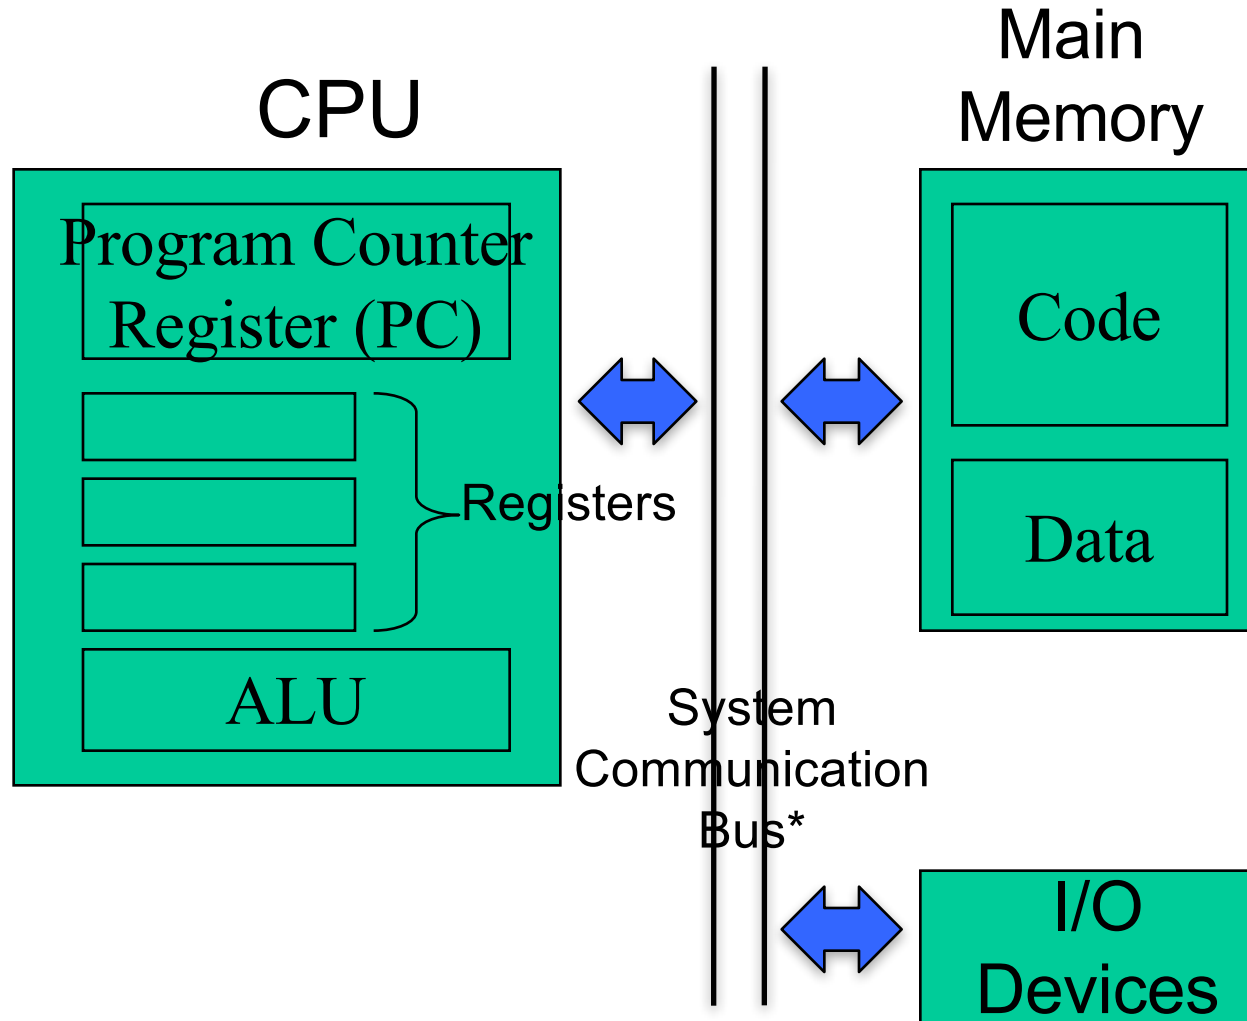 CPU
Program Counter
Register (PC)
Registers
ALU
System
Communication
Bus*
Main
Memory
Code
Data
I/O
Devices